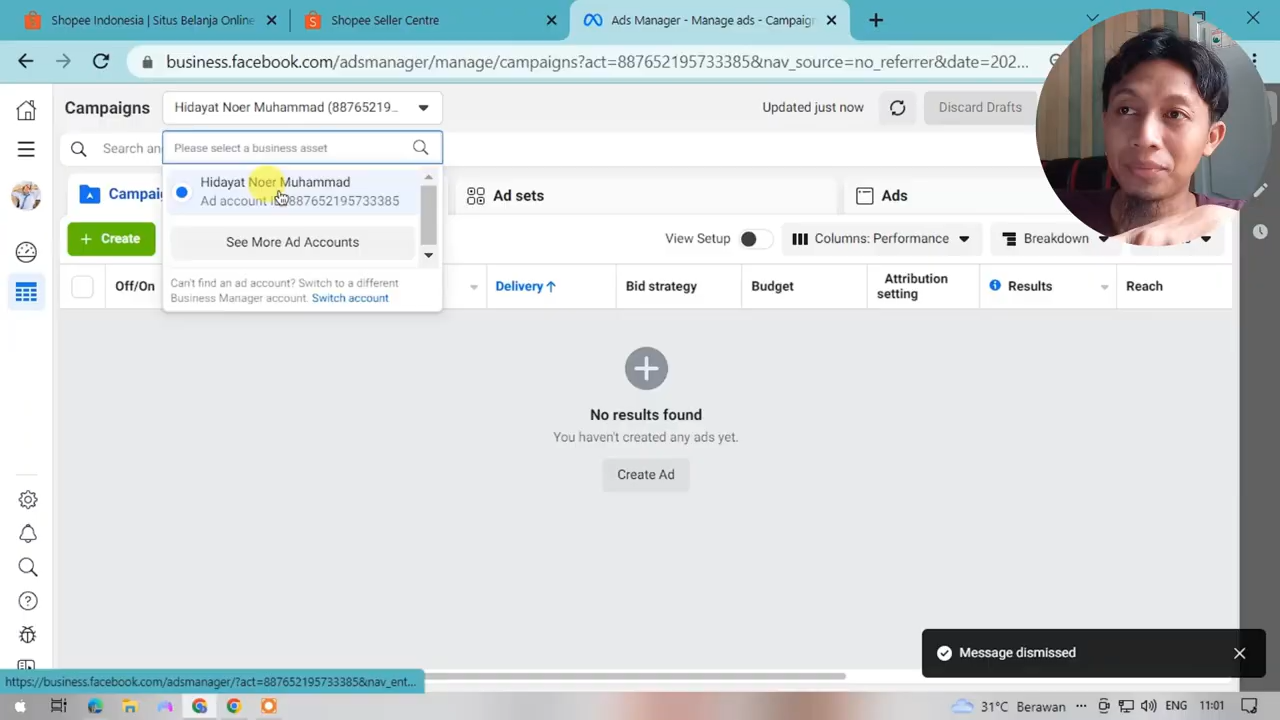 Shopee Indonesia | Situs Belanja Online
Shopee Seller Centre
Ads Manager - Manage ads - Campaign
business.facebook.com/adsmanager/manage/campaigns?act=887652195733385&nav_source=no_referrer&date=202...
Campaigns
Hidayat Noer Muhammad (88765219...
Updated just now
Discard Drafts
Search and
Please select a business asset
Hidayat Noer Muhammad
Ad account 887652195733385
See More Ad Accounts
Can't find an ad account? Switch to a different
Business Manager account. Switch account
Ad sets
Ads
Create
View Setup
Columns: Performance
Breakdown
Off/On
Delivery
Bid strategy
Budget
Attribution
setting
Results
Reach
No results found
You haven't created any ads yet.
Create Ad
Message dismissed
https://business.facebook.com/adsmanager/?act=887652195733385&nav_ent...
31°C Berawan
ENG
11:01